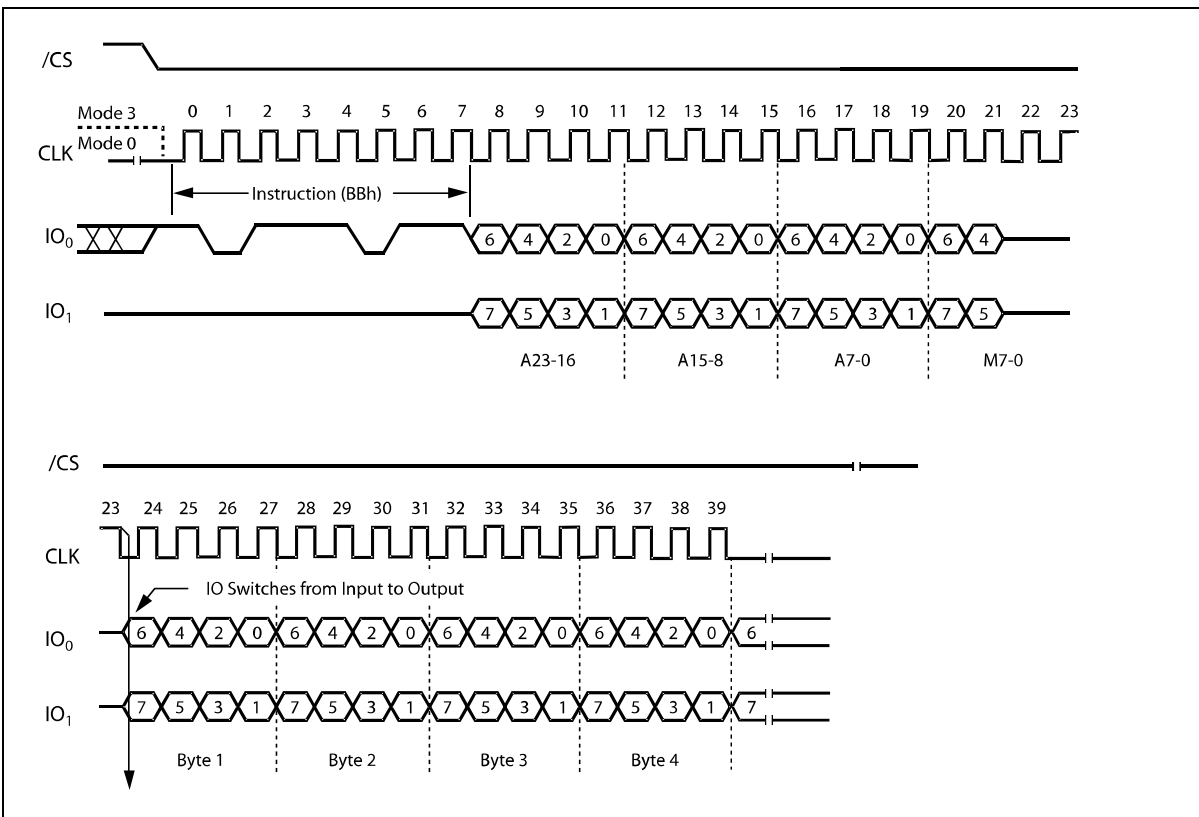 /CS
Mode 3 0 1 2 3 4 5 6 7 8 9 10 11 12 13 14 15 16 17 18 19 20 21 22 23
Mode 0
CLK
Instruction (BBh)
IO0 6 4 2 0 6 4 2 0 6 4 2 0 6 4
IO1 7 5 3 1 7 5 3 1 7 5 3 1 7 5
A23-16 A15-8 A7-0 M7-0
/CS
23 24 25 26 27 28 29 30 31 32 33 34 35 36 37 38 39
CLK
IO Switches from Input to Output
IO0 6 4 2 0 6 4 2 0 6 4 2 0 6 4 2 0 6
IO1 7 5 3 1 7 5 3 1 7 5 3 1 7 5 3 1 7
Byte 1 Byte 2 Byte 3 Byte 4